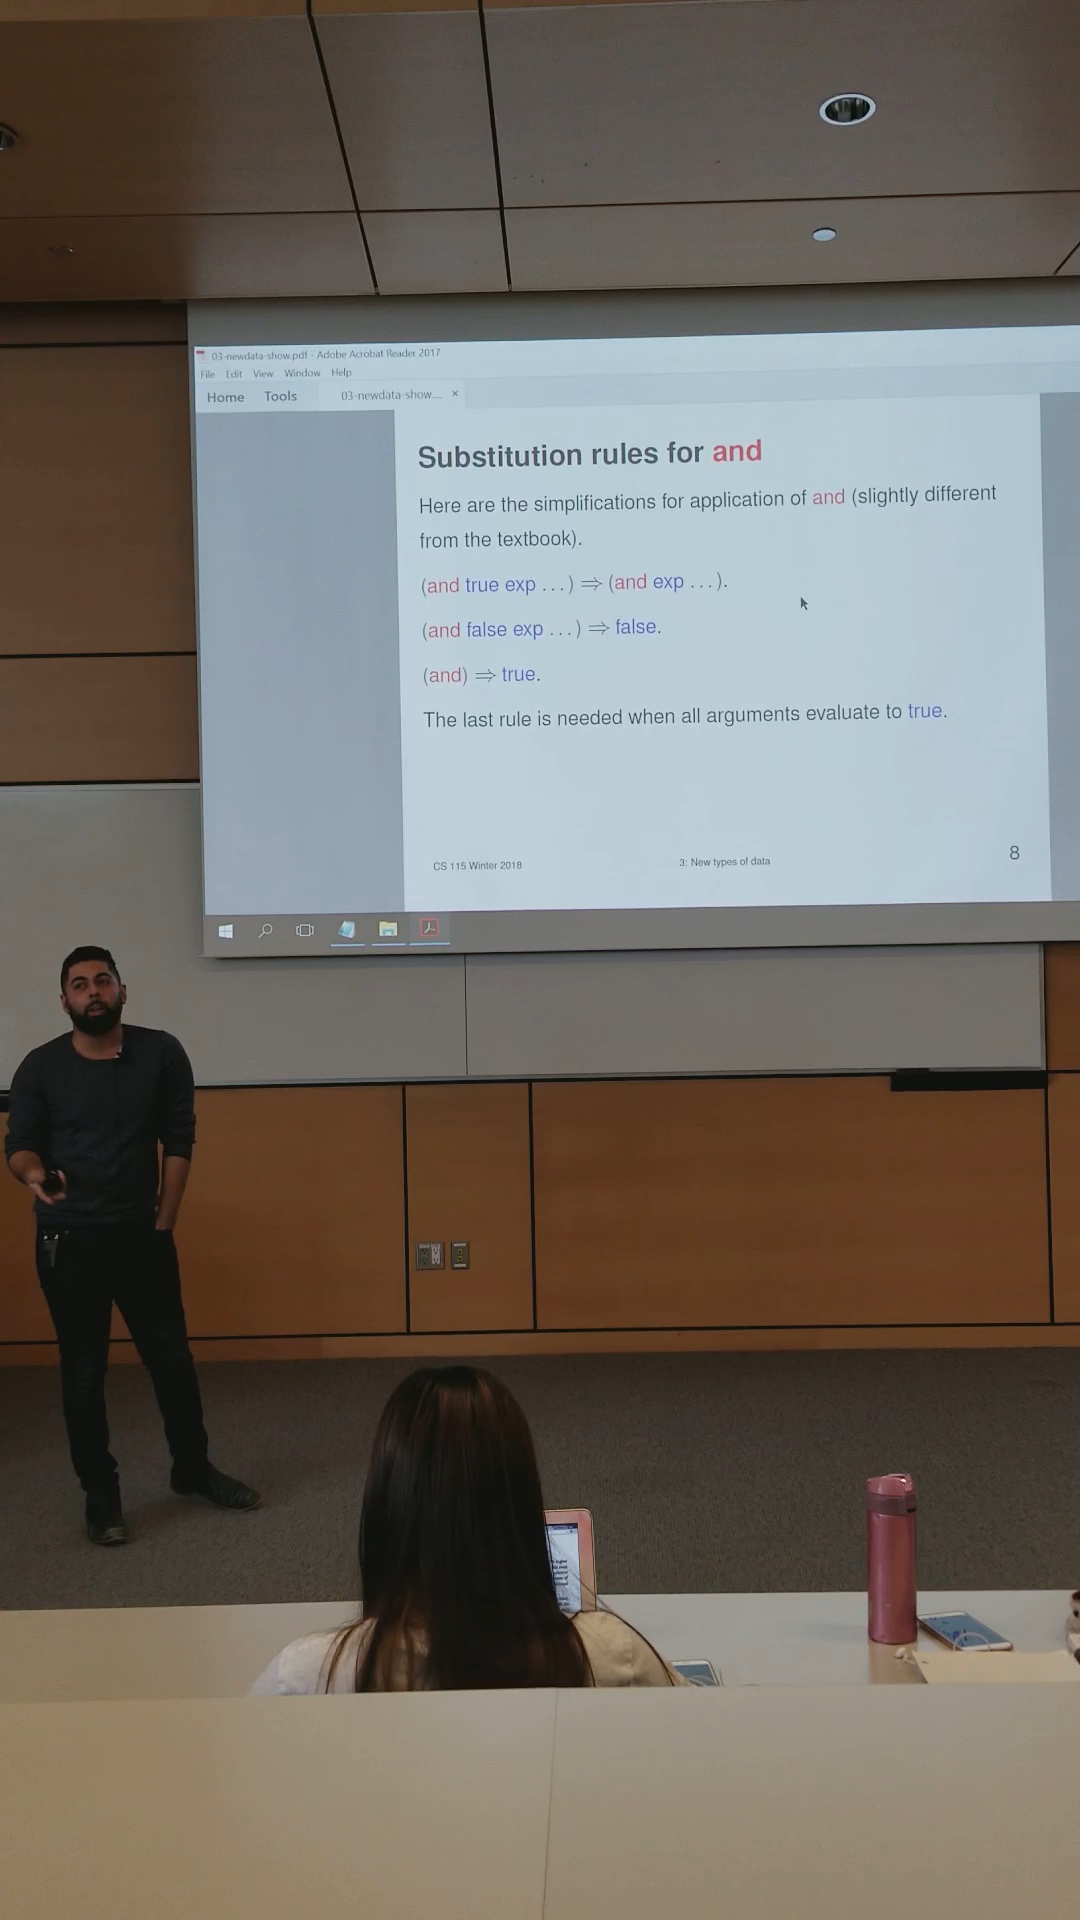 03-newdata-show.pdf - Adobe Acrobat Reader 2017
File Edit View Window Help
Home Tools 03-newdata-show.... ×
Substitution rules for and
Here are the simplifications for application of and (slightly different
from the textbook).
(and true exp ...) ⇒ (and exp ...).
(and false exp ...) ⇒ false.
(and) ⇒ true.
The last rule is needed when all arguments evaluate to true.
CS 115 Winter 2018 3: New types of data 8